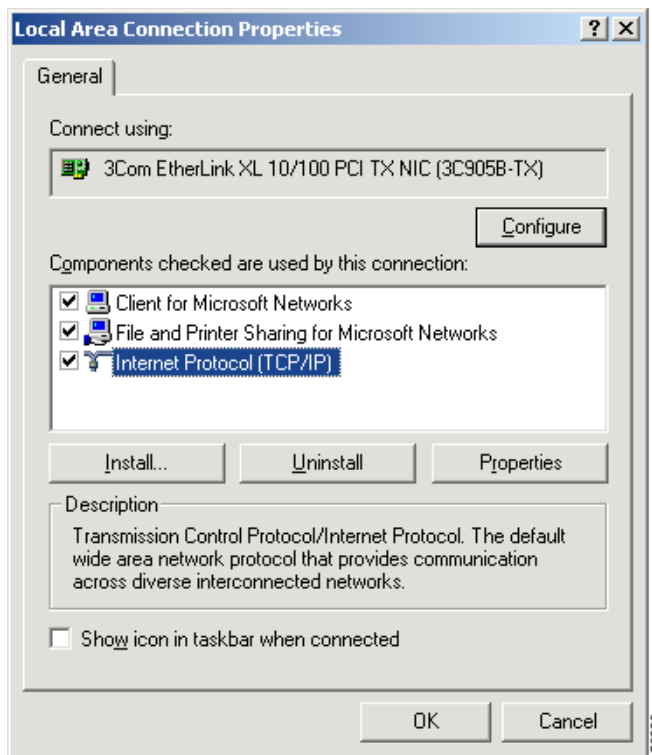 Local Area Connection Properties
General
Connect using:
3Com EtherLink XL 10/100 PCI TX NIC (3C905B-TX)
Configure
Components checked are used by this connection:
Client for Microsoft Networks
File and Printer Sharing for Microsoft Networks
Internet Protocol (TCP/IP)
Install... Uninstall Properties
Description
Transmission Control Protocol/Internet Protocol. The default
wide area network protocol that provides communication
across diverse interconnected networks.
Show icon in taskbar when connected
OK Cancel